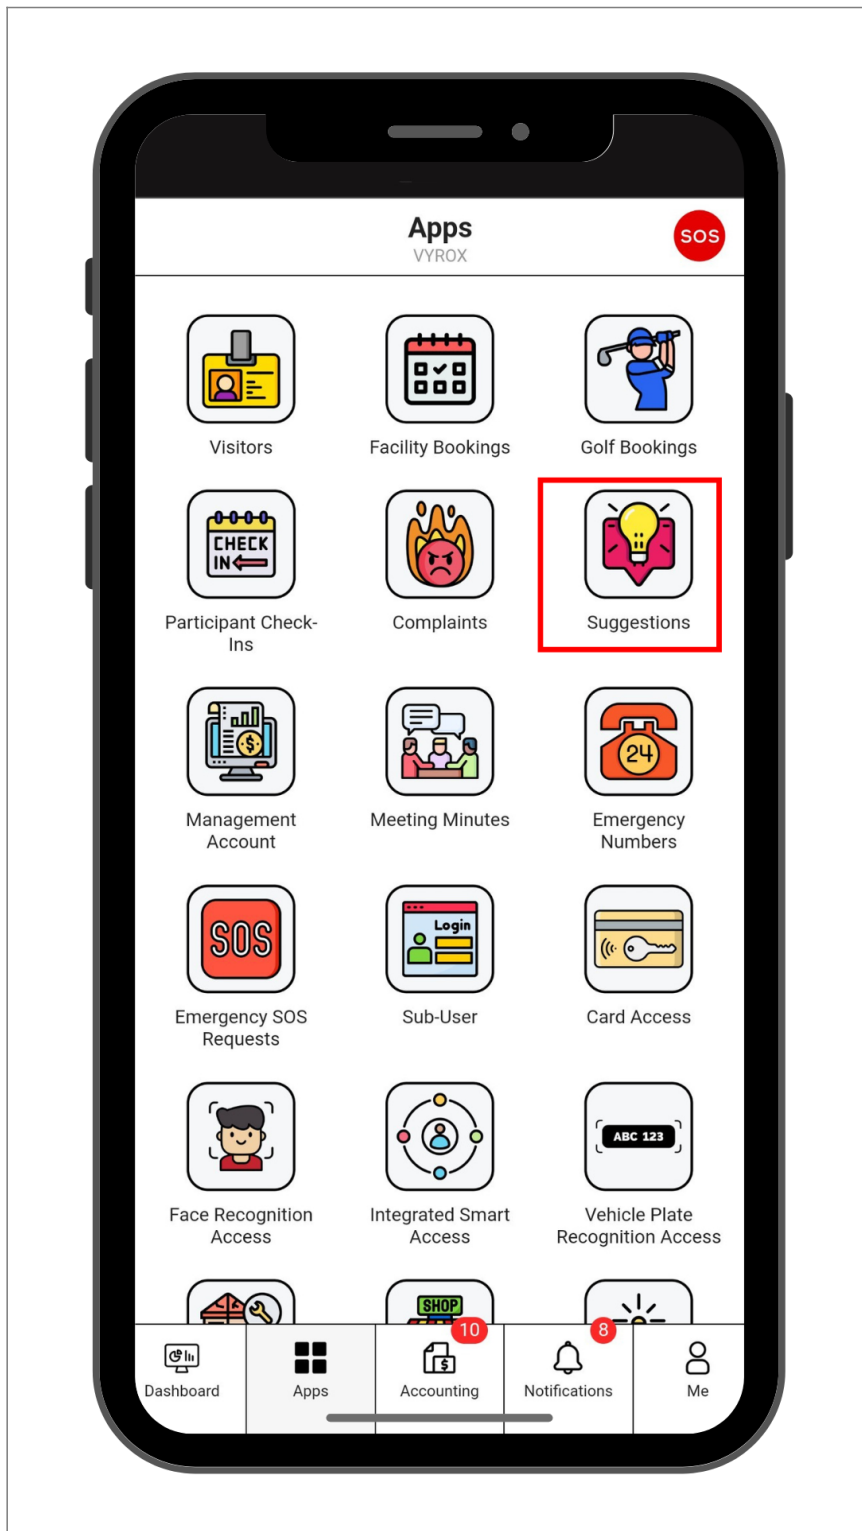 Apps
VYROX
SOS
Visitors
Facility Bookings
Golf Bookings
CHECK
IN
Participant Check-
Ins
Complaints
Suggestions
Management
Account
Meeting Minutes
24
Emergency
Numbers
SOS
Emergency SOS
Requests
Login
Sub-User
Card Access
Face Recognition
Access
Integrated Smart
Access
ABC 123
Vehicle Plate
Recognition Access
SHOP
10
8
Dashboard
Apps
Accounting
Notifications
Me